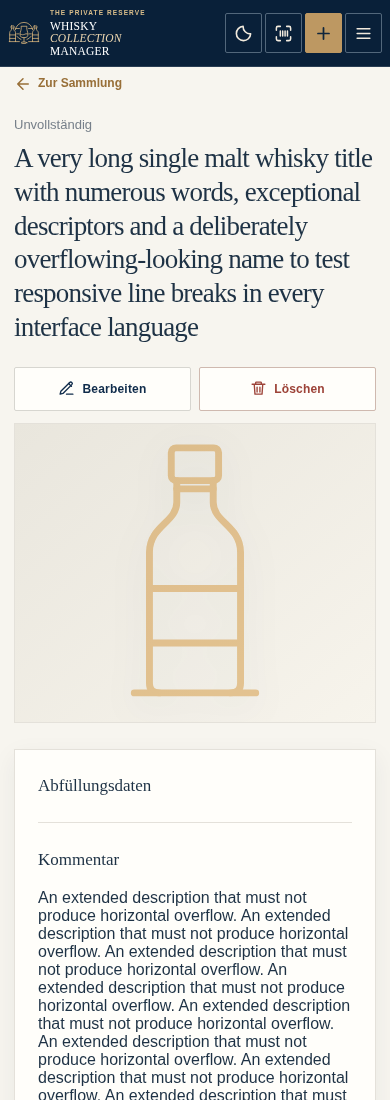 THE PRIVATE RESERVE
WHISKY
COLLECTION
MANAGER
Zur Sammlung
Unvollständig
A very long single malt whisky title
with numerous words, exceptional
descriptors and a deliberately
overflowing-looking name to test
responsive line breaks in every
interface language
Bearbeiten
Löschen
Abfüllungsdaten
Kommentar
An extended description that must not
produce horizontal overflow. An extended
description that must not produce horizontal
overflow. An extended description that must
not produce horizontal overflow. An
extended description that must not produce
horizontal overflow. An extended description
that must not produce horizontal overflow.
An extended description that must not
produce horizontal overflow. An extended
description that must not produce horizontal
overflow. An extended description that must